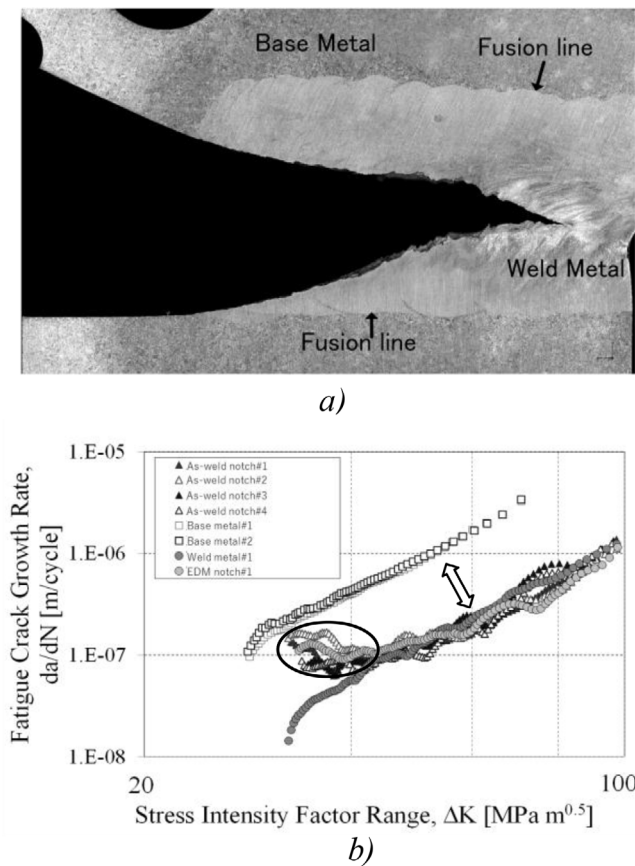 Base Metal
Fusion line
Weld Metal
Fusion line
a)
1.E-05
1.E-06
1.E-07
1.E-08
Fatigue Crack Growth Rate,
da/dN [m/cycle]
As-weld notch#1
As-weld notch#2
As-weld notch#3
As-weld notch#4
Base metal#1
Base metal#2
Weld metal#1
EDM notch#1
20
100
Stress Intensity Factor Range, ΔK [MPa m⁰·⁵]
b)